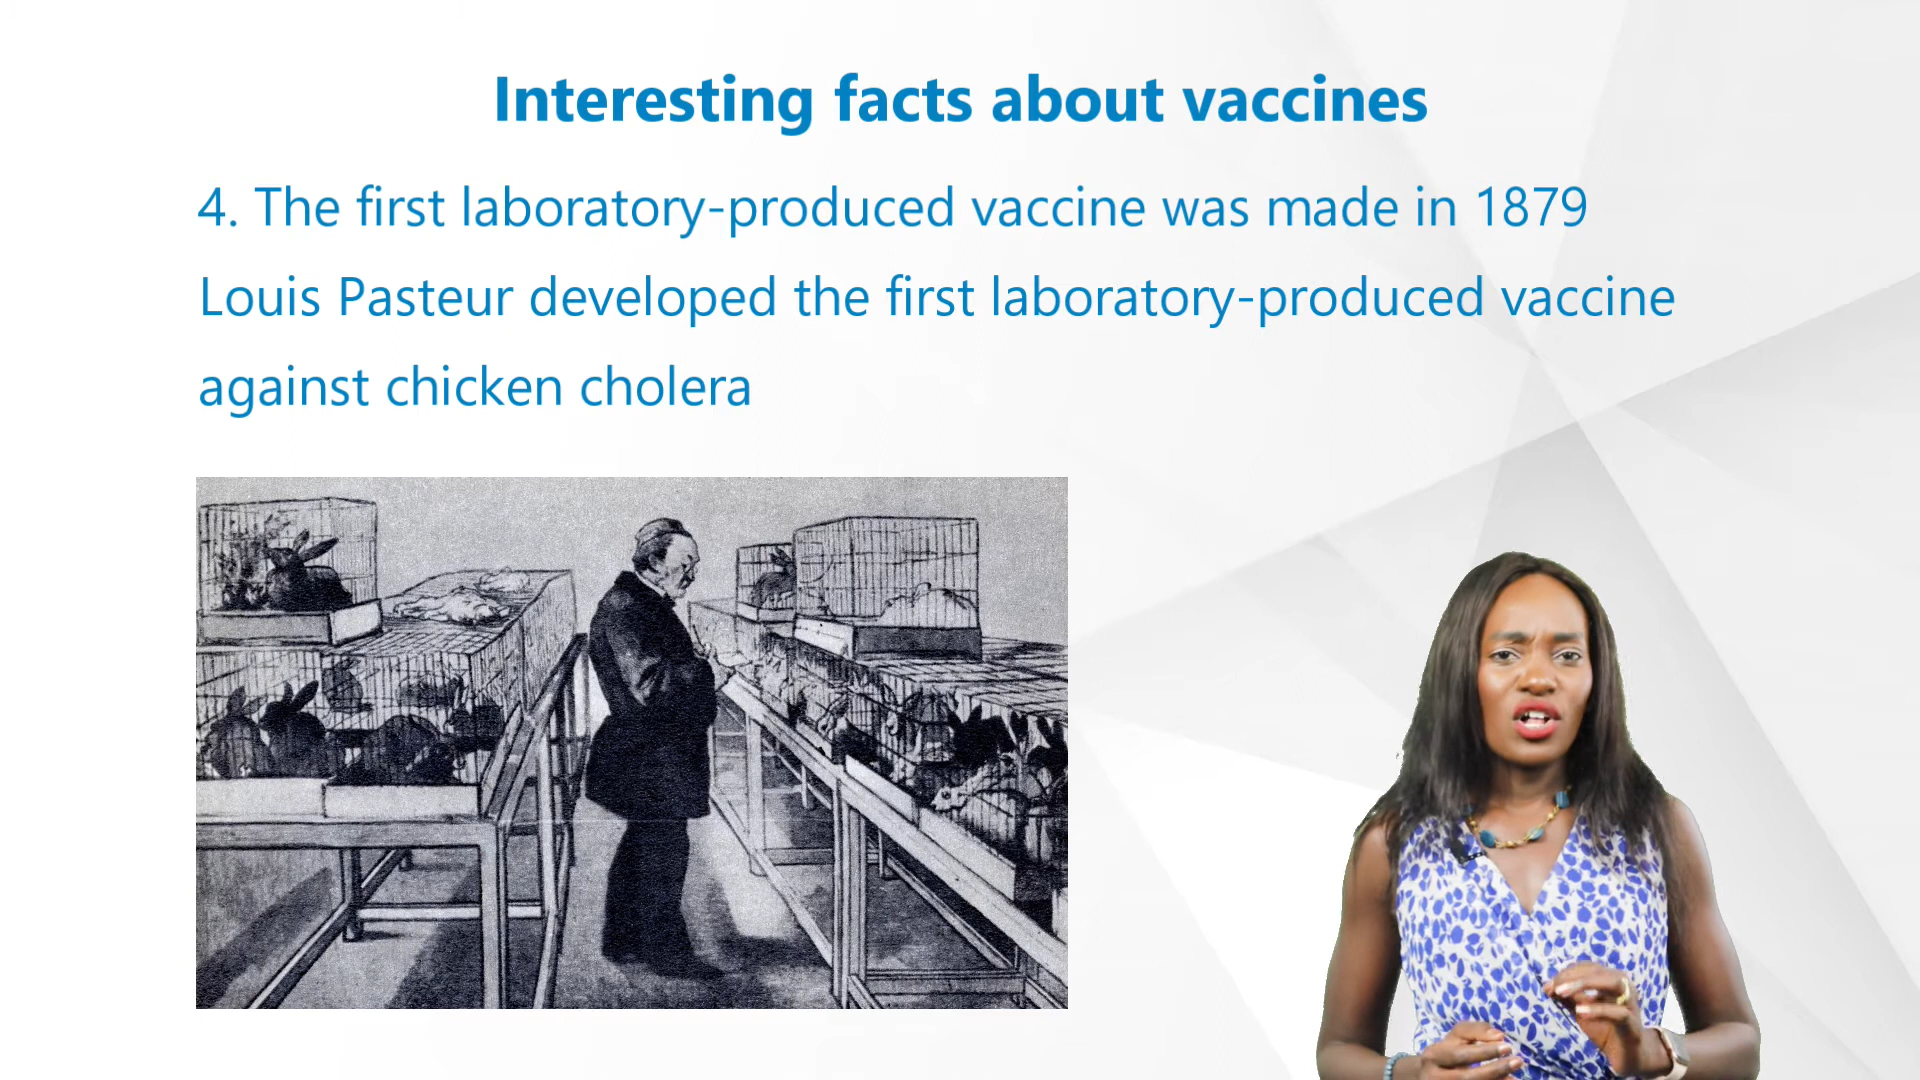 Interesting facts about vaccines
4. The first laboratory-produced vaccine was made in 1879
Louis Pasteur developed the first laboratory-produced vaccine
against chicken cholera